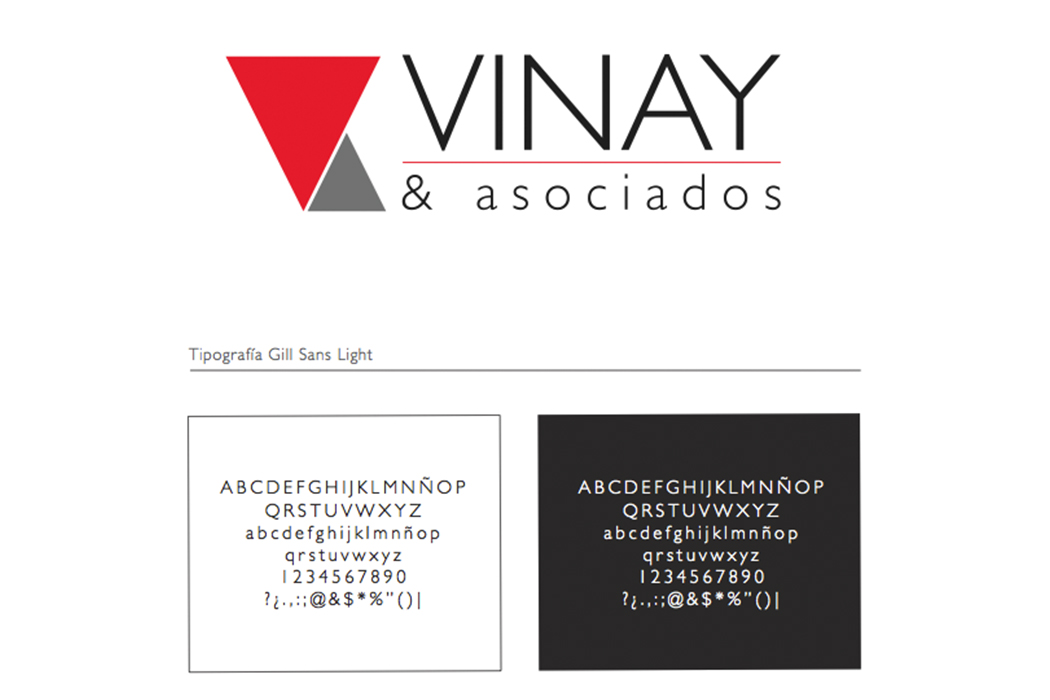 VINAY
& asociados
Tipografía Gill Sans Light
ABCDEFGHIJKLMNÑOP
QRSTUVWXYZ
abcdefghijklmnñop
qrstuvwxyz
1234567890
?¿.,:;@&$*%"()|
ABCDEFGHIJKLMNÑOP
QRSTUVWXYZ
abcdefghijklmnñop
qrstuvwxyz
1234567890
?¿.,:;@&$*%"()|